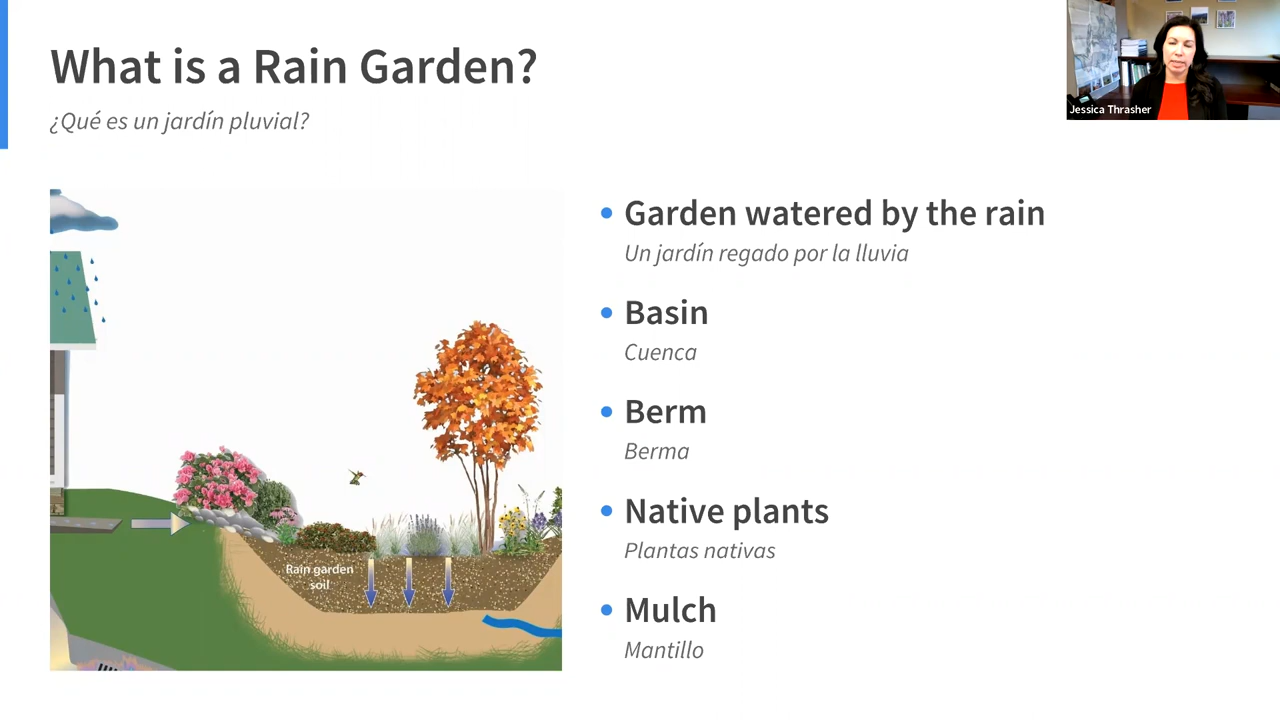 What is a Rain Garden?
¿Qué es un jardín pluvial?
Jessica Thrasher
Rain garden
soil
• Garden watered by the rain
Un jardín regado por la lluvia
• Basin
Cuenca
• Berm
Berma
• Native plants
Plantas nativas
• Mulch
Mantillo